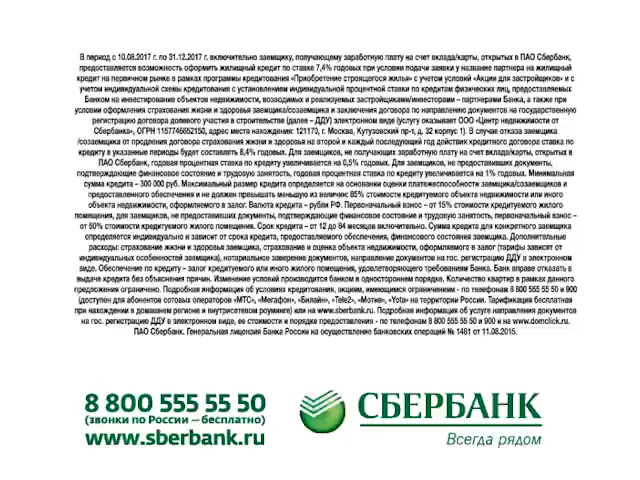 В период с 10.08.2017 г. по 31.12.2017 г. включительно заемщику, получающему заработную плату на счет вклада/карты, открытых в ПАО Сбербанк,
предоставляется возможность оформить жилищный кредит по ставке 7,4% годовых при условии подачи заявки у название партнера на жилищный
кредит на первичном рынке в рамках программы кредитования «Приобретение строящегося жилья» с учетом условий «Акции для застройщиков» и с
учетом индивидуальной схемы кредитования с установлением индивидуальной процентной ставки по кредитам физических лиц, предоставляемых
Банком на инвестирование объектов недвижимости, возводимых и реализуемых застройщиками/инвесторами – партнерами Банка, а также при
условии оформления страхования жизни и здоровья заемщика/созаемщика и заключения договора по направлению документов на государственную
регистрацию договора долевого участия в строительстве (далее – ДДУ) электронном виде (услугу оказывает ООО «Центр недвижимости от
Сбербанка», ОГРН 1157746652150, адрес места нахождения: 121170, г. Москва, Кутузовский пр-т, д. 32 корпус 1). В случае отказа заемщика
/созаемщика от продления договора страхования жизни и здоровья на второй и каждый последующий год действия кредитного договора ставка по
кредиту в указанные периоды будет составлять 8,4% годовых. Для заемщиков, не получающих заработную плату на счет вклада/карты, открытых в
ПАО Сбербанк, годовая процентная ставка по кредиту увеличивается на 0,5% годовых. Для заемщиков, не предоставивших документы,
подтверждающие финансовое состояние и трудовую занятость, годовая процентная ставка по кредиту увеличивается на 1% годовых. Минимальная
сумма кредита – 300 000 руб. Максимальный размер кредита определяется на основании оценки платежеспособности заемщика/созаемщиков и
предоставленного обеспечения и не должен превышать меньшую из величин: 85% стоимости кредитуемого объекта недвижимости или иного
объекта недвижимости, оформляемого в залог. Валюта кредита – рубли РФ. Первоначальный взнос – от 15% стоимости кредитуемого жилого
помещения, для заемщиков, не предоставивших документы, подтверждающие финансовое состояние и трудовую занятость, первоначальный взнос –
от 50% стоимости кредитуемого жилого помещения. Срок кредита – от 12 до 84 месяцев включительно. Сумма кредита для конкретного заемщика
определяется индивидуально и зависит от срока кредита, предоставляемого обеспечения, финансового состояния заемщика. Дополнительные
расходы: страхование жизни и здоровья заемщика, страхование и оценка объекта недвижимости, оформляемого в залог (тарифы зависят от
индивидуальных особенностей заемщика), нотариальное заверение документов, направление документов на гос. регистрацию ДДУ в электронном
виде. Обеспечение по кредиту – залог кредитуемого или иного жилого помещения, удовлетворяющего требованиям Банка. Банк вправе отказать в
выдаче кредита без объяснения причин. Изменение условий производится банком в одностороннем порядке. Количество квартир в рамках данного
предложения ограничено. Подробная информация об условиях кредитования, акциям, имеющимся ограничениям - по телефонам 8 800 555 55 50 и 900
(доступен для абонентов сотовых операторов «МТС», «Мегафон», «Билайн», «Tele2», «Мотив», «Yota» на территории России. Тарификация бесплатная
при нахождении в домашнем регионе и внутрисетевом роуминге) или на www.sberbank.ru. Подробная информация об услуге направления документов
на гос. регистрацию ДДУ в электронном виде, ее стоимости и порядке предоставления - по телефонам 8 800 555 55 50 и 900 и на www.domclick.ru.
ПАО Сбербанк. Генеральная лицензия Банка России на осуществление банковских операций № 1481 от 11.08.2015.
8 800 555 55 50
(звонки по России — бесплатно)
www.sberbank.ru
СБЕРБАНК
Всегда рядом